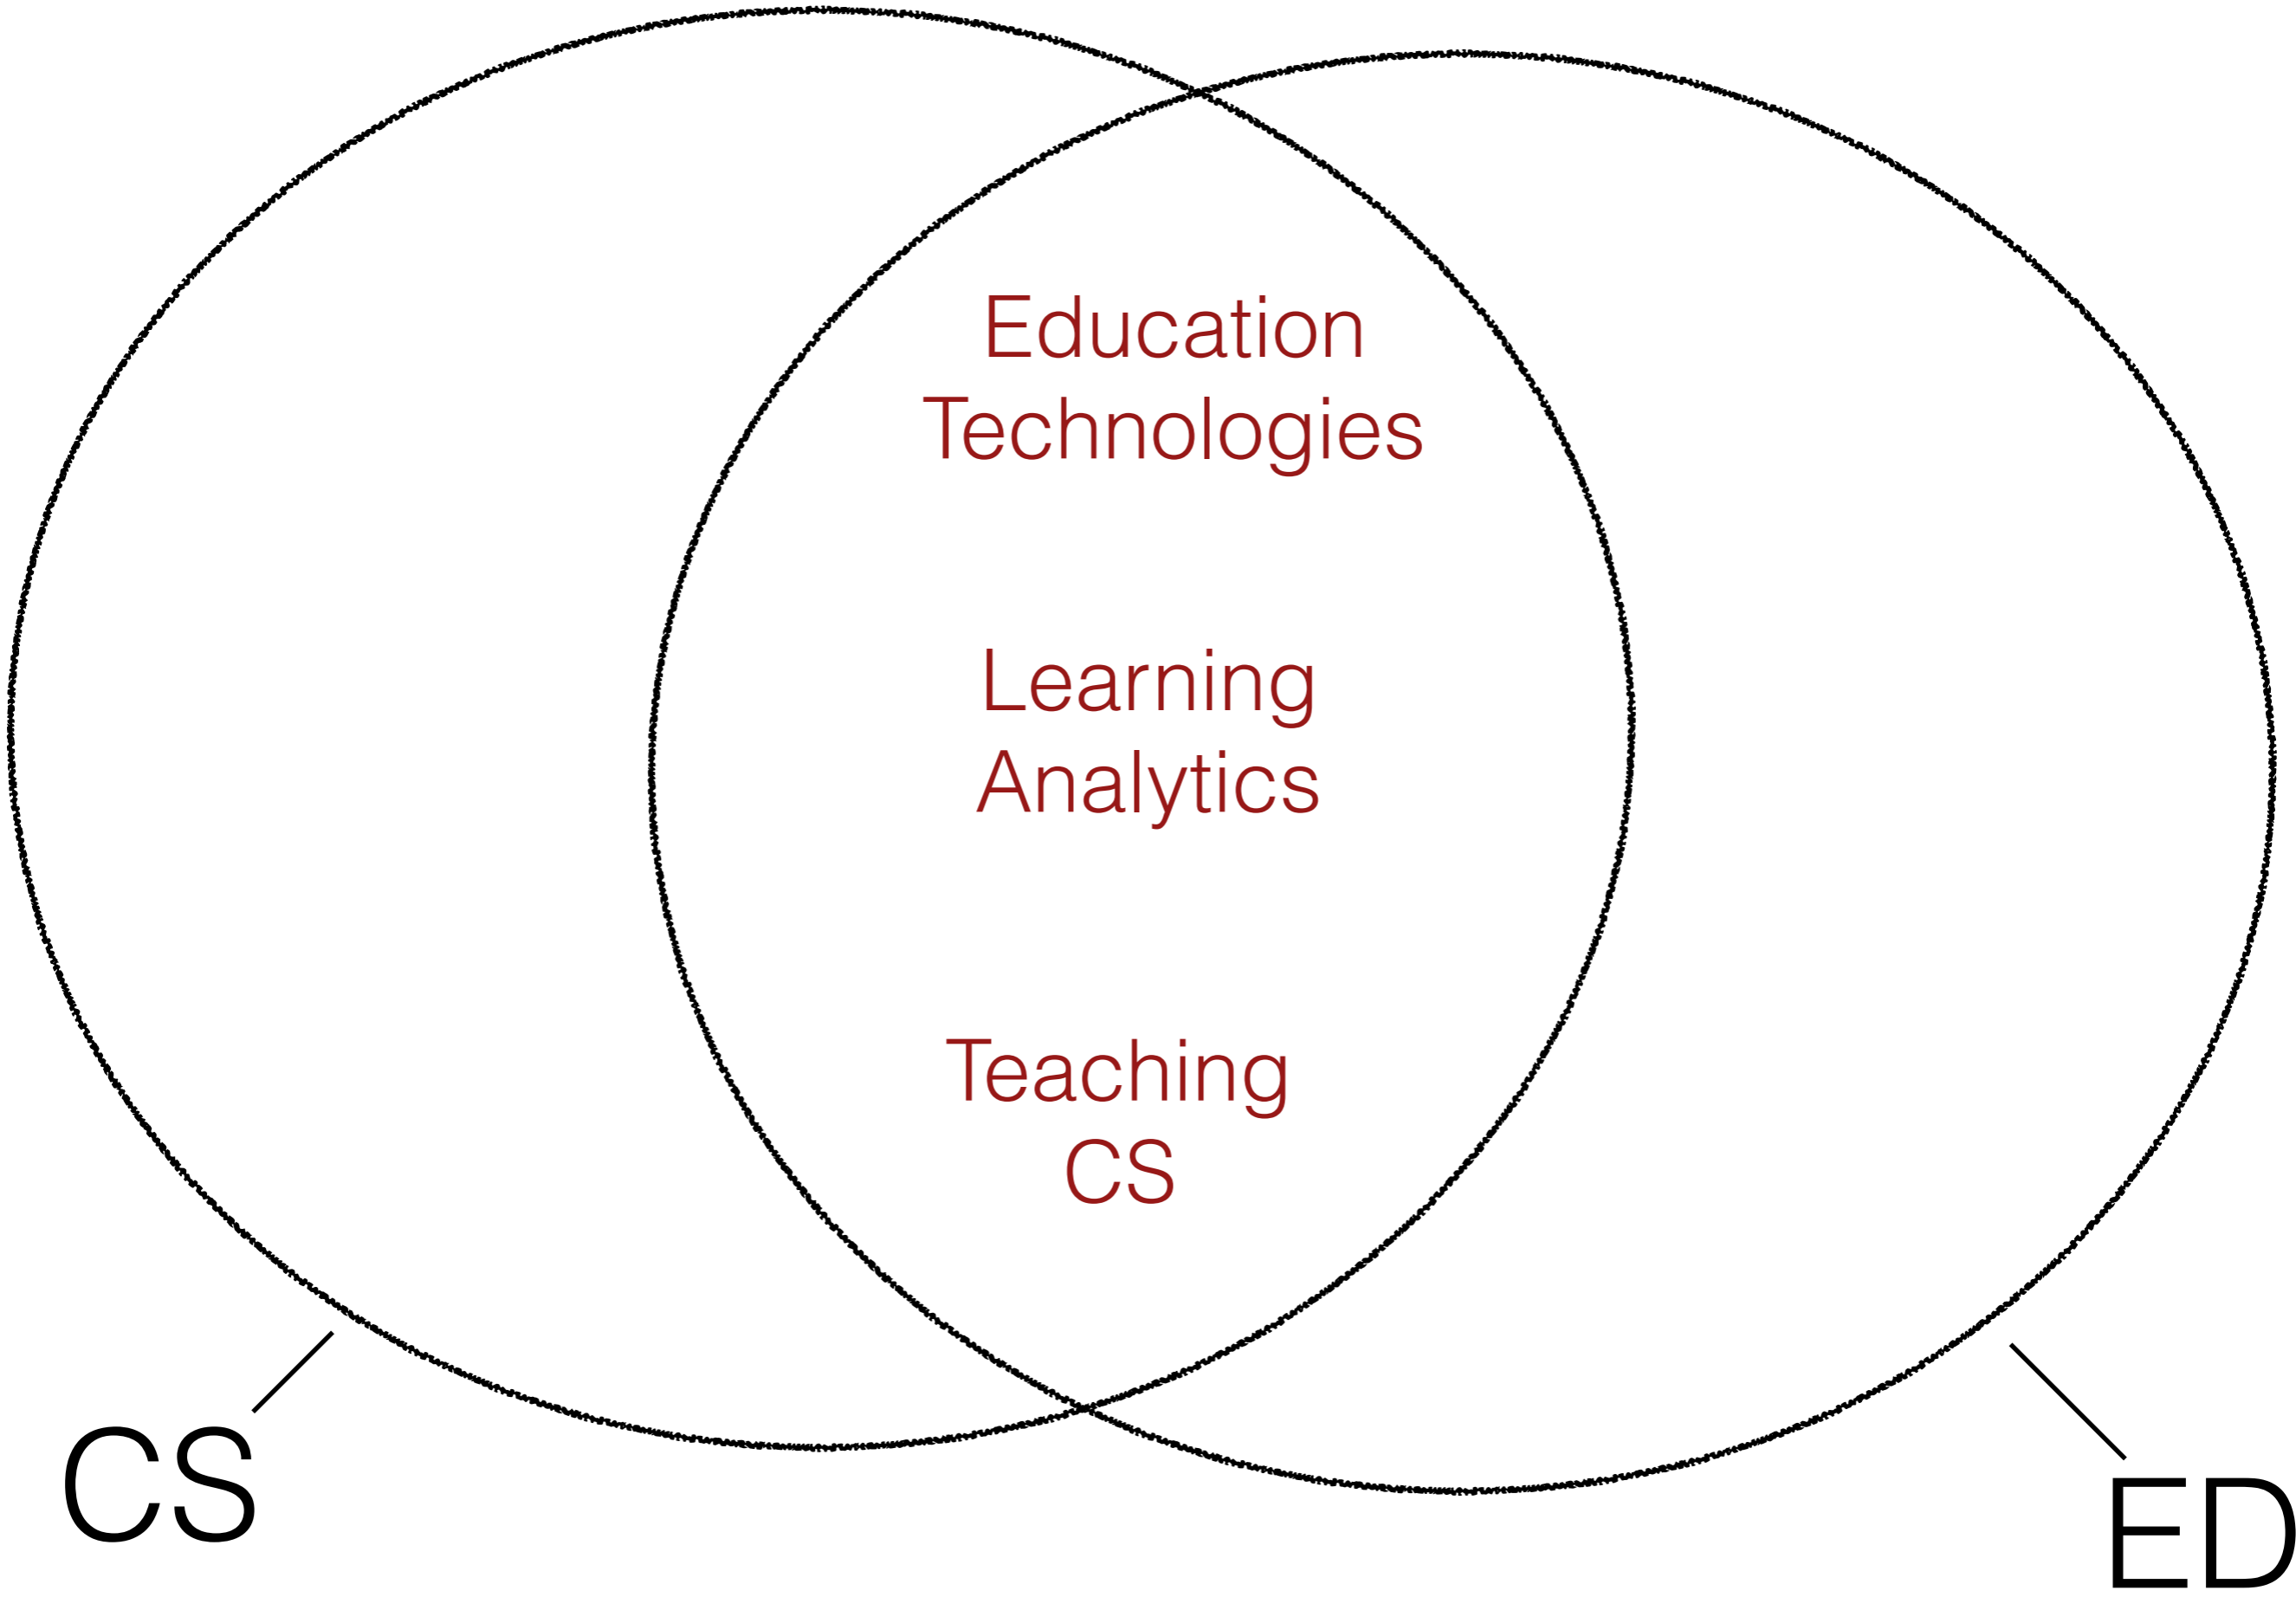 Education
Technologies
Learning
Analytics
Teaching
CS
CS
ED